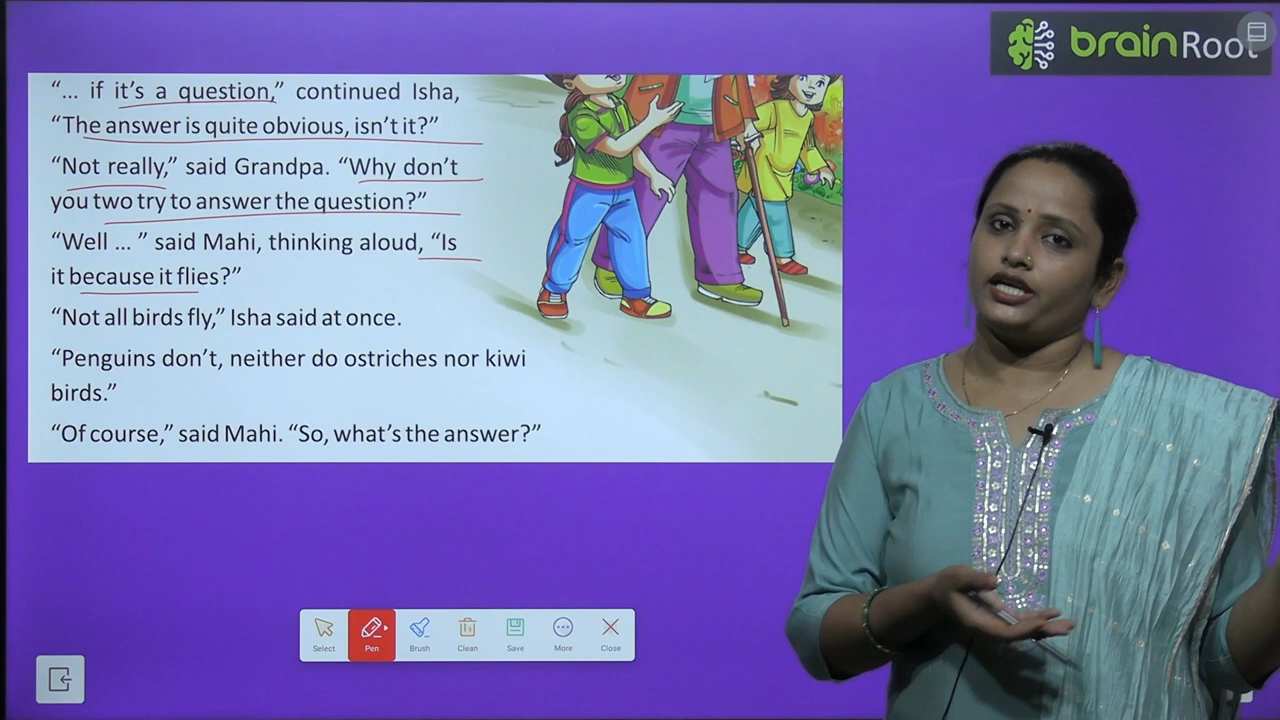 brainRoot
“... if it’s a question,” continued Isha,
“The answer is quite obvious, isn’t it?”
“Not really,” said Grandpa. “Why don’t
you two try to answer the question?”
“Well ... ” said Mahi, thinking aloud, “Is
it because it flies?”
“Not all birds fly,” Isha said at once.
“Penguins don’t, neither do ostriches nor kiwi
birds.”
“Of course,” said Mahi. “So, what’s the answer?”
Select Pen Brush Clean Save More Close